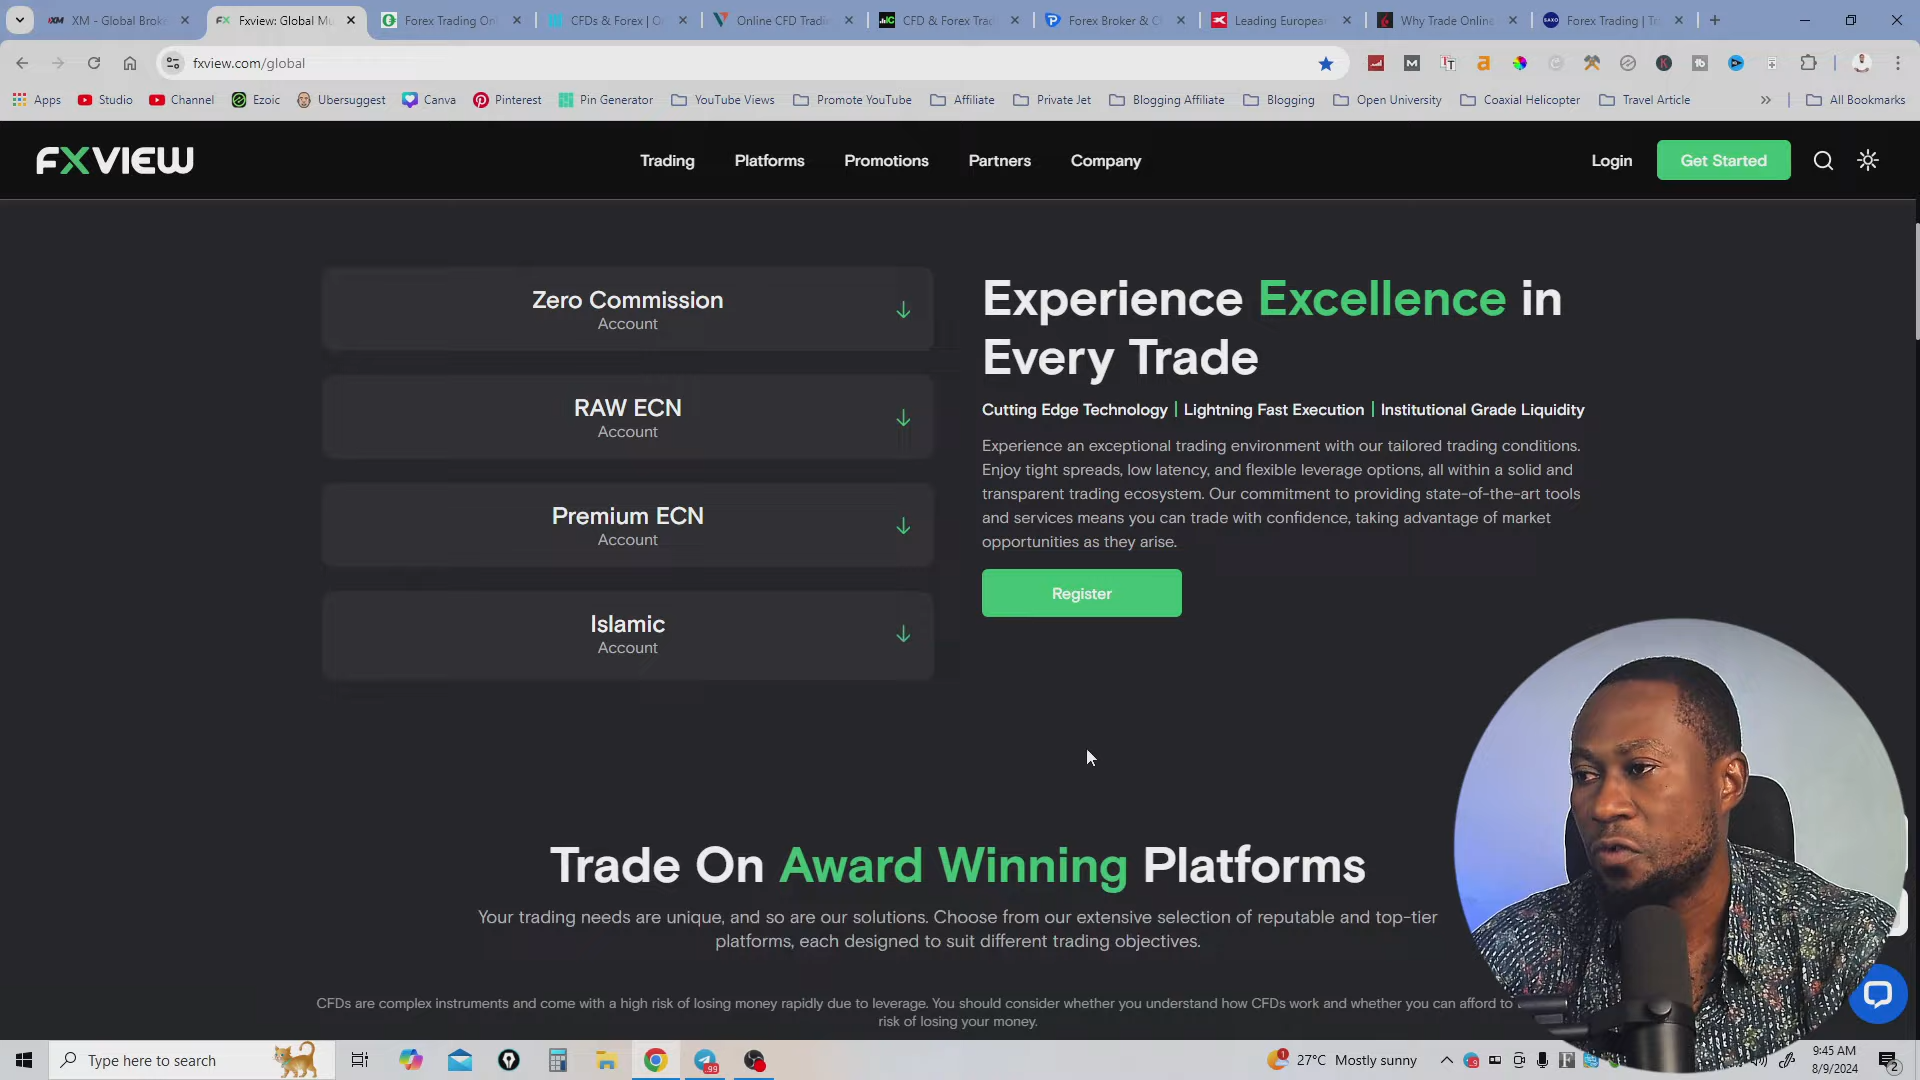 XM - Global Brok
Fxview: Global Mu
Forex Trading On
CFDs & Forex | O
Online CFD Tradi
CFD & Forex Trad
Forex Broker & C
Leading European
Why Trade Online
SAXO
Forex Trading | Tr
fxview.com/global
Apps
Studio
Channel
Ezoic
Ubersuggest
Canva
Pinterest
Pin Generator
YouTube Views
Promote YouTube
Affiliate
Private Jet
Blogging Affiliate
Blogging
Open University
Coaxial Helicopter
Travel Article
All Bookmarks
FXVIEW
Trading
Platforms
Promotions
Partners
Company
Login
Get Started
Zero Commission
Account
RAW ECN
Account
Premium ECN
Account
Islamic
Account
Experience Excellence in
Every Trade
Cutting Edge Technology | Lightning Fast Execution | Institutional Grade Liquidity
Experience an exceptional trading environment with our tailored trading conditions.
Enjoy tight spreads, low latency, and flexible leverage options, all within a solid and
transparent trading ecosystem. Our commitment to providing state-of-the-art tools
and services means you can trade with confidence, taking advantage of market
opportunities as they arise.
Register
Trade On Award Winning Platforms
Your trading needs are unique, and so are our solutions. Choose from our extensive selection of reputable and top-tier
platforms, each designed to suit different trading objectives.
CFDs are complex instruments and come with a high risk of losing money rapidly due to leverage. You should consider whether you understand how CFDs work and whether you can afford to
risk of losing your money.
Type here to search
99
1
27°C Mostly sunny
9:45 AM
8/9/2024
2